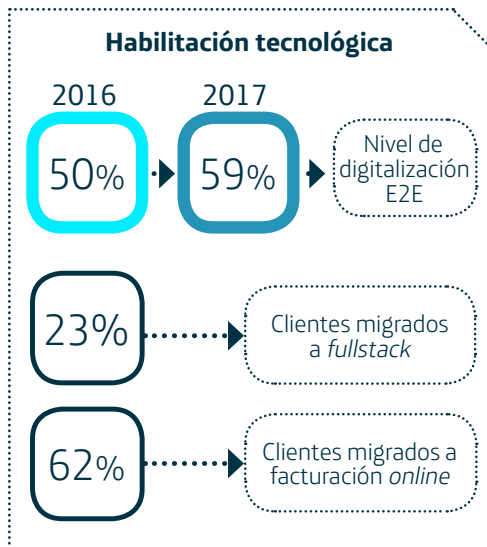 Habilitación tecnológica
2016
2017
50%
59%
Nivel de
digitalización
E2E
23%
Clientes migrados
a fullstack
62%
Clientes migrados a
facturación online